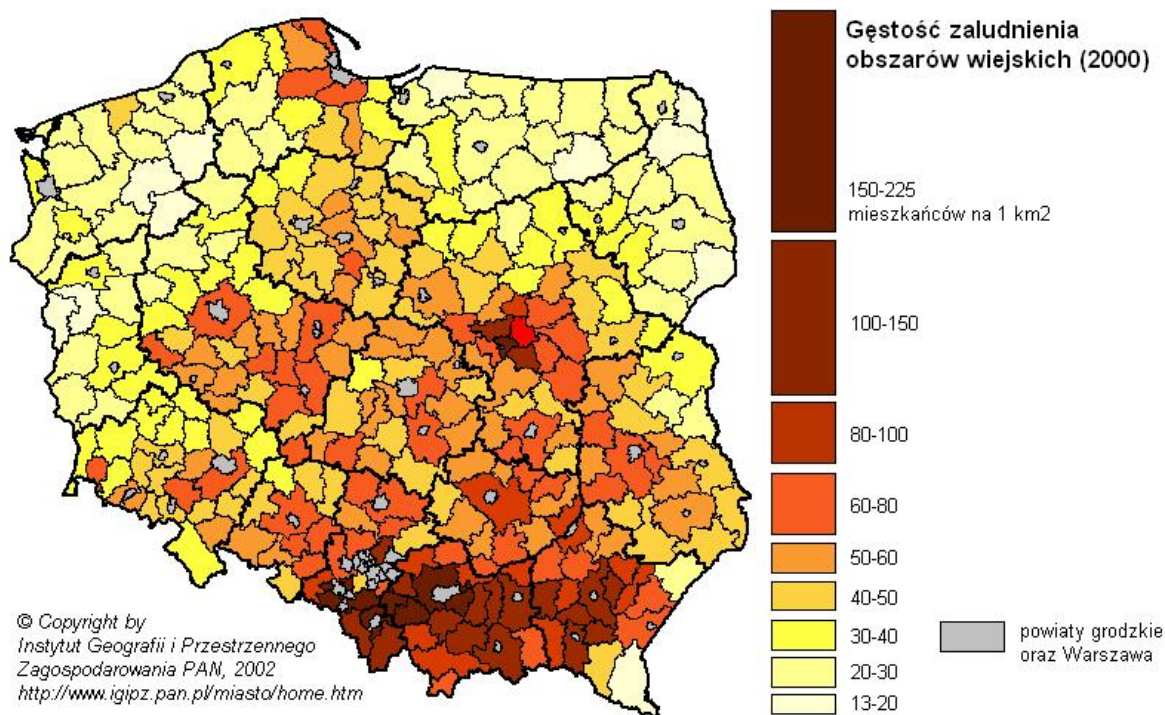 Gęstość zaludnienia
obszarów wiejskich (2000)
150-225
mieszkańców na 1 km2
100-150
80-100
60-80
50-60
40-50
30-40
20-30
13-20
powiaty grodzkie
oraz Warszawa
© Copyright by
Instytut Geografii i Przestrzennego
Zagospodarowania PAN, 2002
http://www.igipz.pan.pl/miasto/home.htm